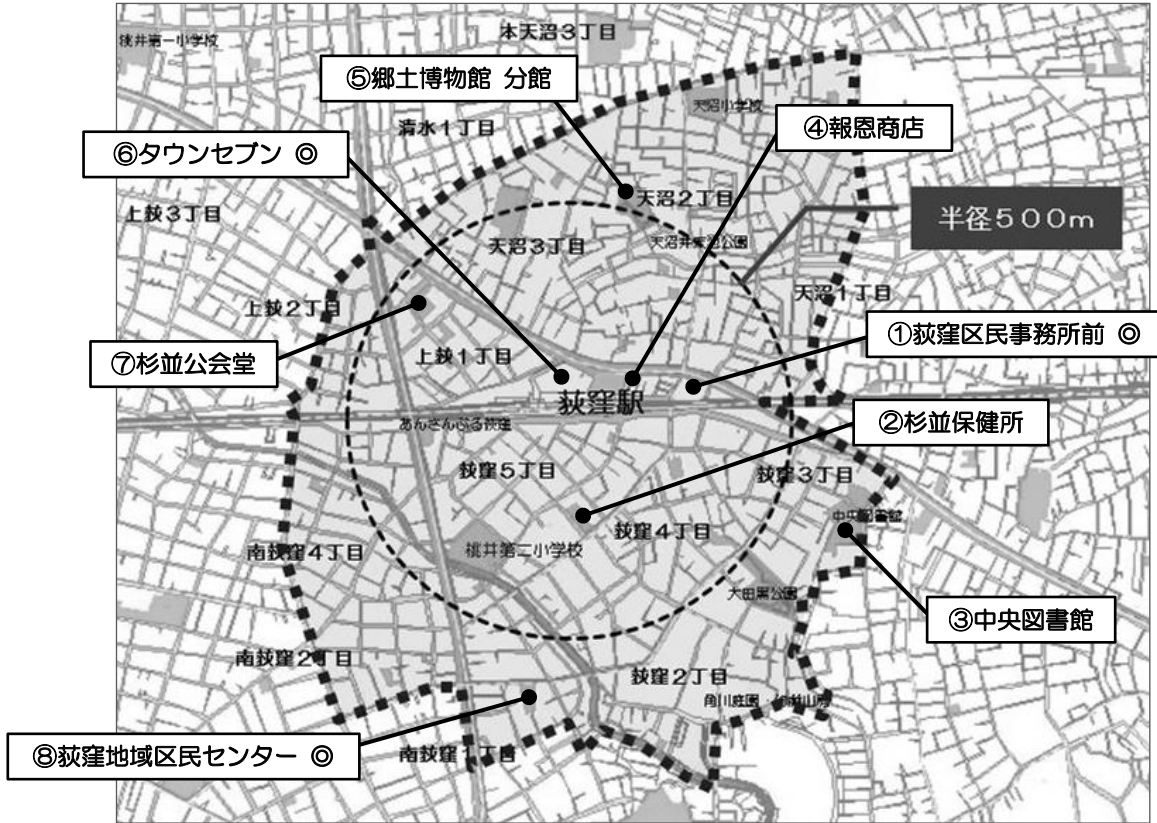 本天沼3丁目
桃井第一小学校
⑤郷土博物館 分館
天沼小学校
清水1丁目
④報恩商店
⑥タウンセブン ◎
天沼2丁目
上荻3丁目
半径500m
天沼3丁目
天沼1丁目
上荻2丁目
①荻窪区民事務所前 ◎
上荻1丁目
⑦杉並公会堂
荻窪駅
②杉並保健所
あんさんぶる荻窪
荻窪5丁目
荻窪3丁目
中央図書館
荻窪4丁目
桃井第二小学校
南荻窪4丁目
大田黒公園
③中央図書館
南荻窪2丁目
荻窪2丁目
角川庭園
⑧荻窪地域区民センター ◎
南荻窪1丁目